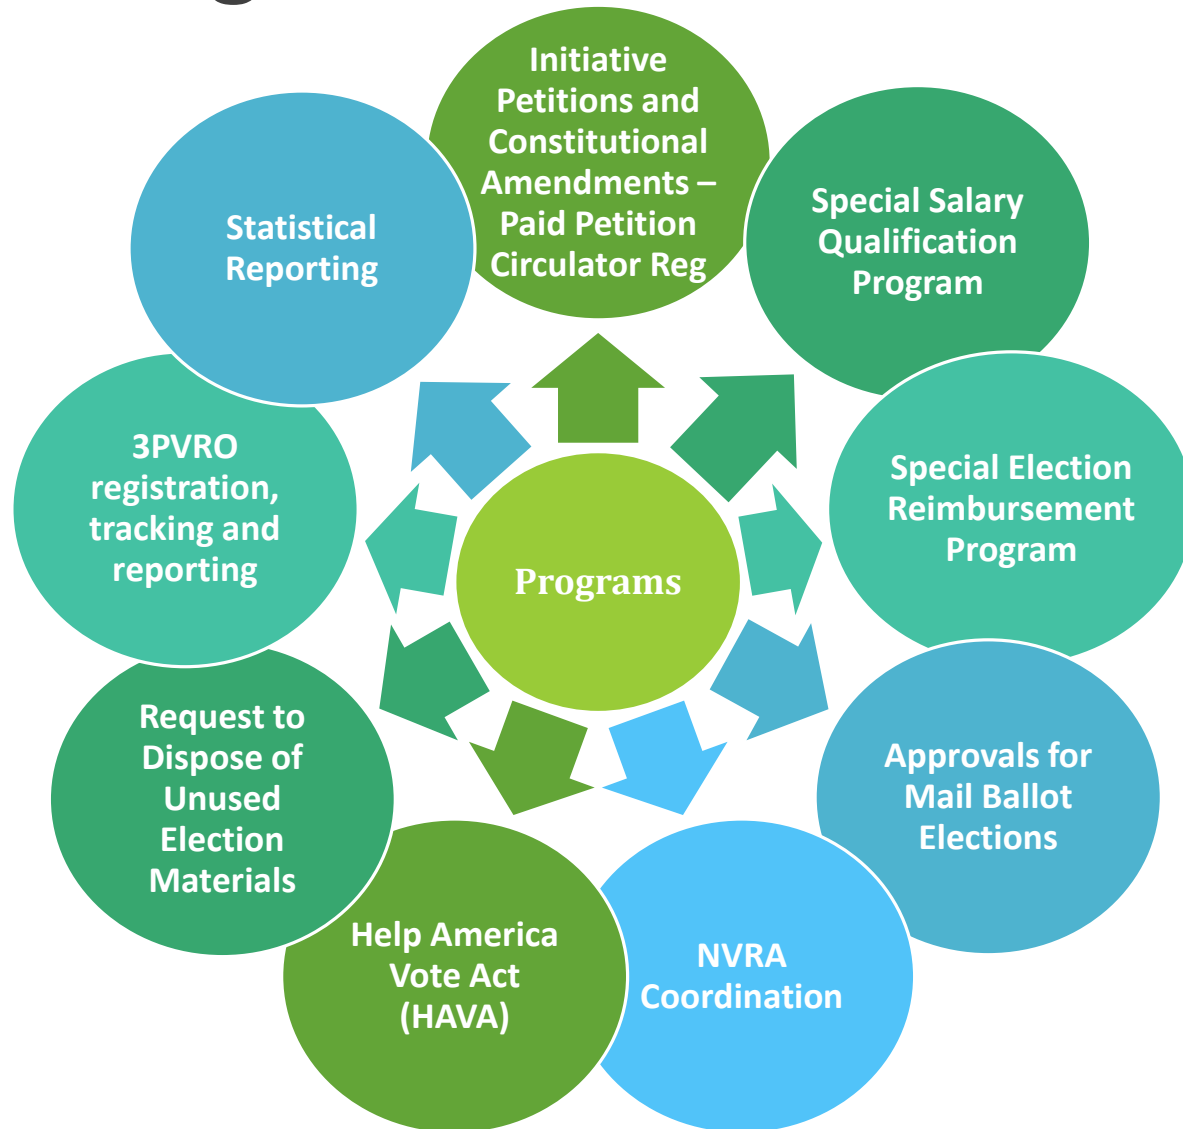 Initiative
Petitions and
Constitutional
Amendments –
Paid Petition
Circulator Reg
Special Salary
Qualification
Program
Special Election
Reimbursement
Program
Approvals for
Mail Ballot
Elections
NVRA
Coordination
Help America
Vote Act
(HAVA)
Request to
Dispose of
Unused
Election
Materials
3PVRO
registration,
tracking and
reporting
Statistical
Reporting
Programs